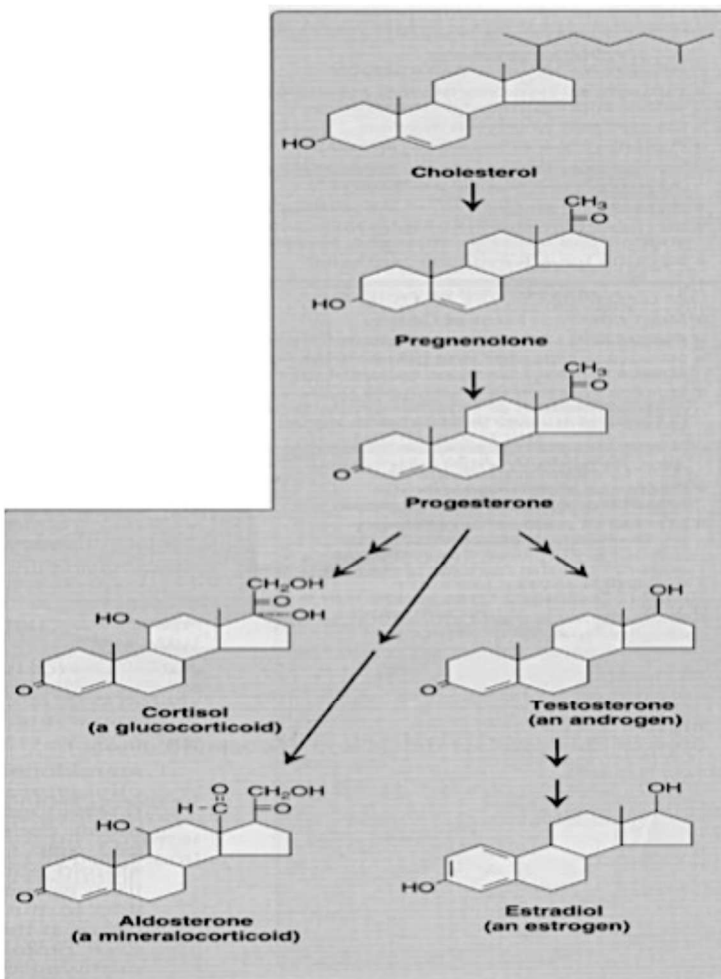 HO
Cholesterol
CH3
O
HO
Pregnenolone
CH3
O
O
Progesterone
CH2OH
O
HO
OH
O
Cortisol
(a glucocorticoid)
OH
O
Testosterone
(an androgen)
O
CH2OH
H-C
O
HO
O
Aldosterone
(a mineralocorticoid)
OH
HO
Estradiol
(an estrogen)